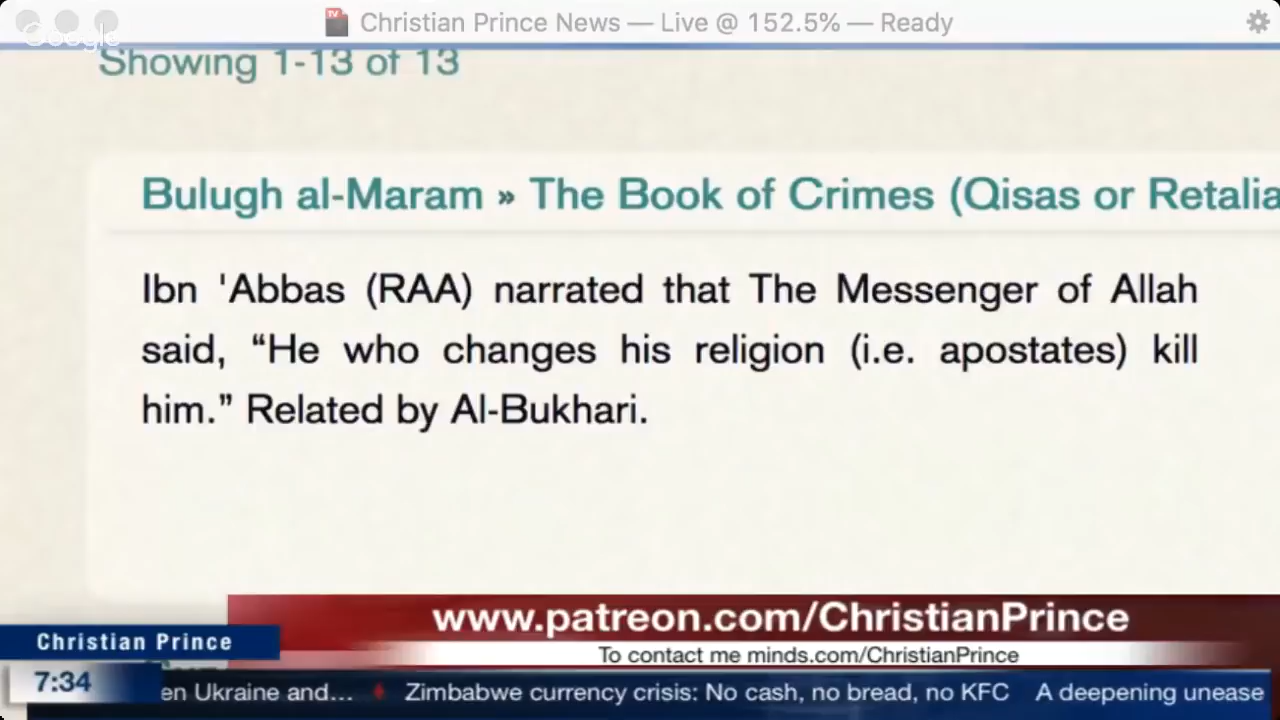 Christian Prince News — Live @ 152.5% — Ready
Google
Showing 1-13 of 13
Bulugh al-Maram » The Book of Crimes (Qisas or Retalia
Ibn 'Abbas (RAA) narrated that The Messenger of Allah
said, “He who changes his religion (i.e. apostates) kill
him.” Related by Al-Bukhari.
www.patreon.com/ChristianPrince
Christian Prince
To contact me minds.com/ChristianPrince
7:34
en Ukraine and... Zimbabwe currency crisis: No cash, no bread, no KFC A deepening unease